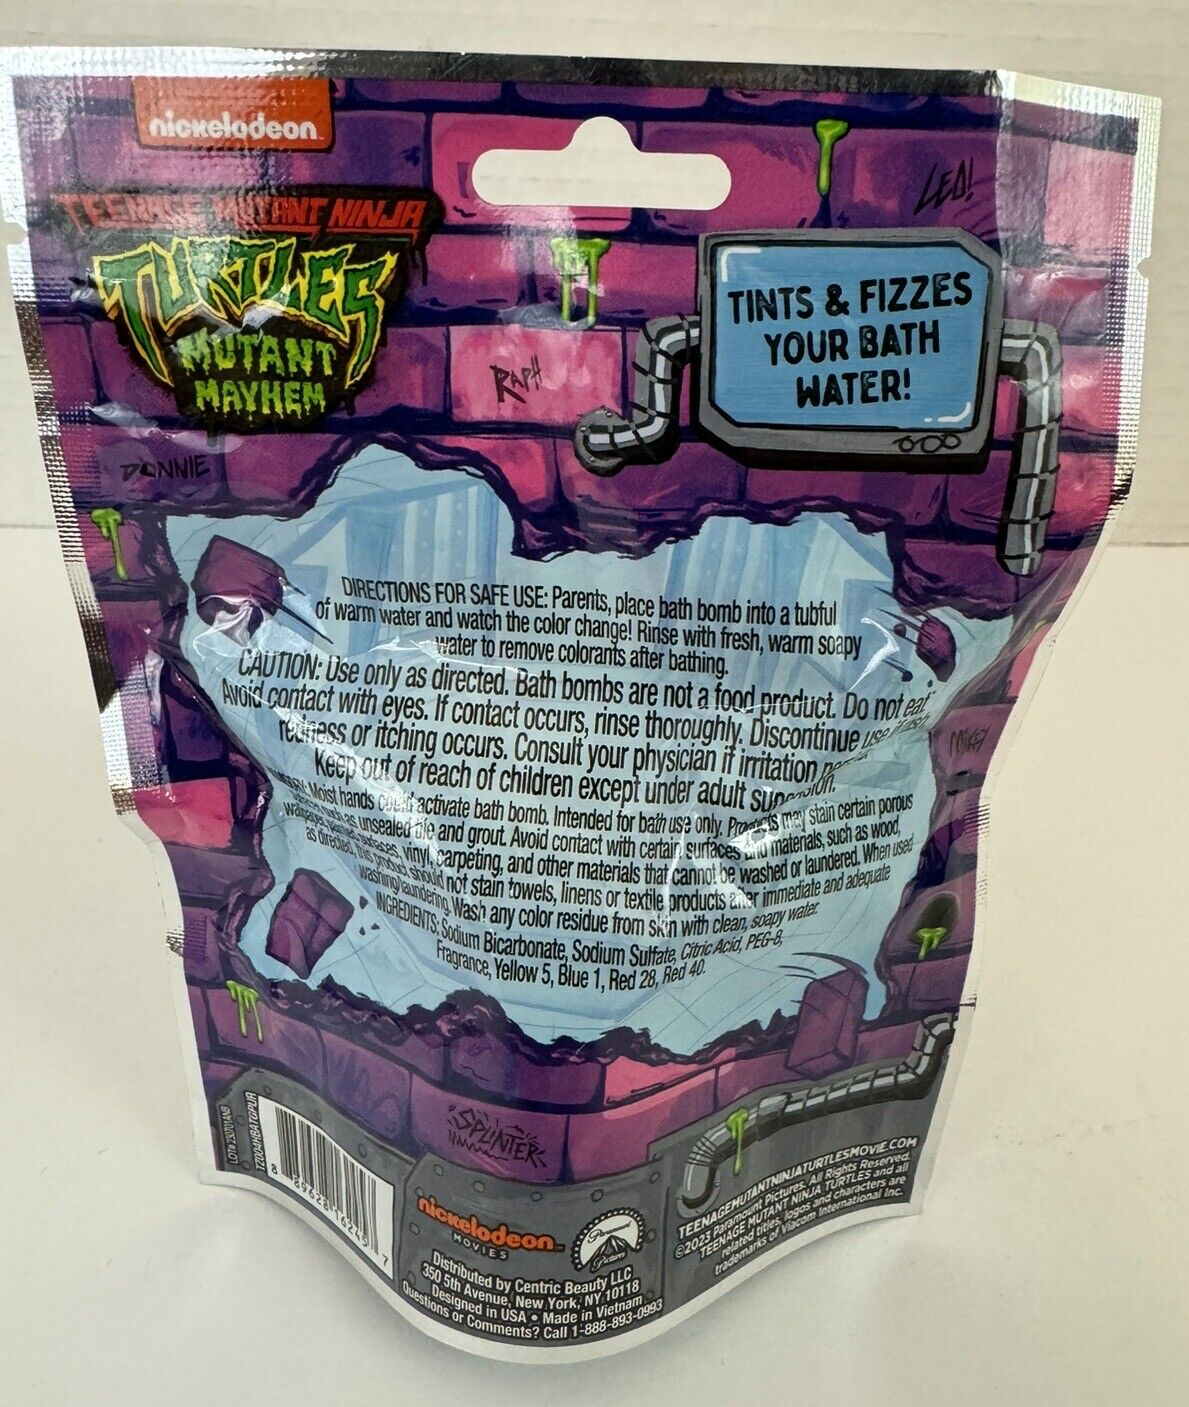 nickelodeon
TEENAGE MUTANT NINJA
TURTLES
MUTANT
MAYHEM
LEO!
TINTS & FIZZES
YOUR BATH
WATER!
RAPH
DONNIE
DIRECTIONS FOR SAFE USE: Parents, place bath bomb into a tubful
of warm water and watch the color change! Rinse with fresh, warm soapy
water to remove colorants after bathing.
CAUTION: Use only as directed. Bath bombs are not a food product. Do not eat.
Avoid contact with eyes. If contact occurs, rinse thoroughly. Discontinue use
redness or itching occurs. Consult your physician if irritation
Keep out of reach of children except under adult
MIKEY
Moist hands could activate bath bomb. Intended for bath use only. Products may stain certain porous
such as unsealed tile and grout. Avoid contact with certain surfaces and materials, such as wood,
surfaces, vinyl, carpeting, and other materials that cannot be washed or laundered. When used
as directed, this product should not stain towels, linens or textile products after immediate and adequate
washing/laundering. Wash any color residue from skin with clean, soapy water.
INGREDIENTS: Sodium Bicarbonate, Sodium Sulfate, Citric Acid, PEG-8,
Fragrance, Yellow 5, Blue 1, Red 28, Red 40.
SPLINTER
nickelodeon
MOVIES
Paramount
Pictures
Distributed by Centric Beauty LLC
350 5th Avenue, New York, NY 10118
Designed in USA • Made in Vietnam
Questions or Comments? Call 1-888-893-0993
TEENAGEMUTANTNINJATURTLESMOVIE.COM
©2023 Paramount Pictures. All Rights Reserved.
TEENAGE MUTANT NINJA TURTLES and all
related titles, logos and characters are
trademarks of Viacom International Inc.